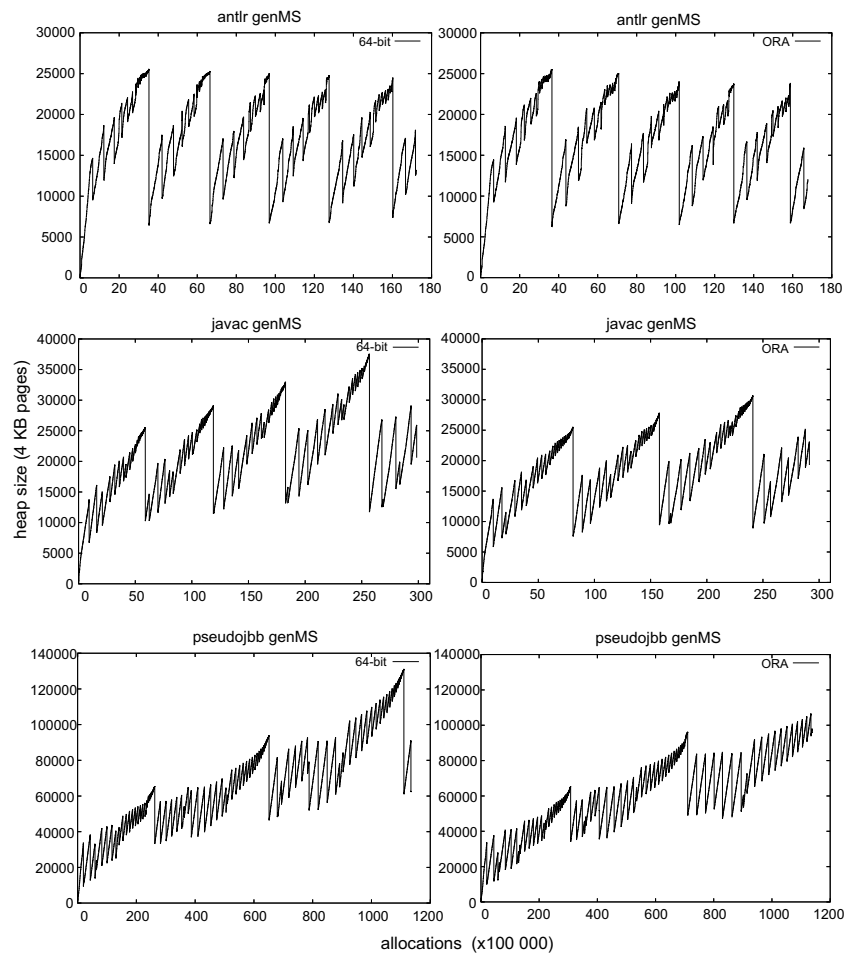 antlr genMS
64-bit
30000
25000
20000
15000
10000
5000
0
0 20 40 60 80 100 120 140 160 180
antlr genMS
ORA
30000
25000
20000
15000
10000
5000
0
0 20 40 60 80 100 120 140 160 180
heap size (4 KB pages)
javac genMS
64-bit
40000
35000
30000
25000
20000
15000
10000
5000
0
0 50 100 150 200 250 300
javac genMS
ORA
40000
35000
30000
25000
20000
15000
10000
5000
0
0 50 100 150 200 250 300
pseudojbb genMS
64-bit
140000
120000
100000
80000
60000
40000
20000
0
0 200 400 600 800 1000 1200
pseudojbb genMS
ORA
140000
120000
100000
80000
60000
40000
20000
0
0 200 400 600 800 1000 1200
allocations (x100 000)